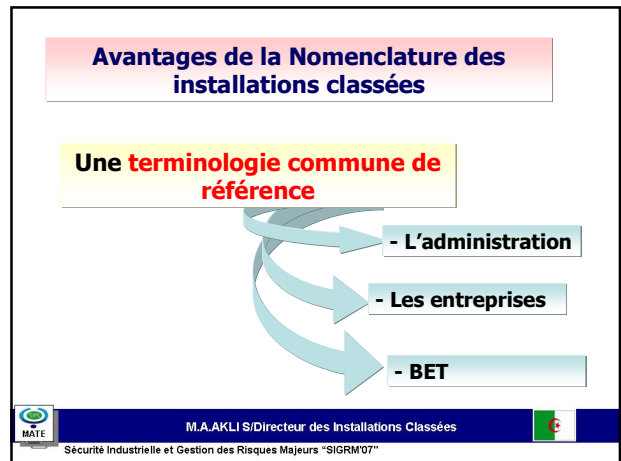 Avantages de la Nomenclature des
installations classées
Une terminologie commune de
référence
- L’administration
- Les entreprises
- BET
MATE
M.A.AKLI S/Directeur des Installations Classées
Sécurité Industrielle et Gestion des Risques Majeurs “SIGRM'07”